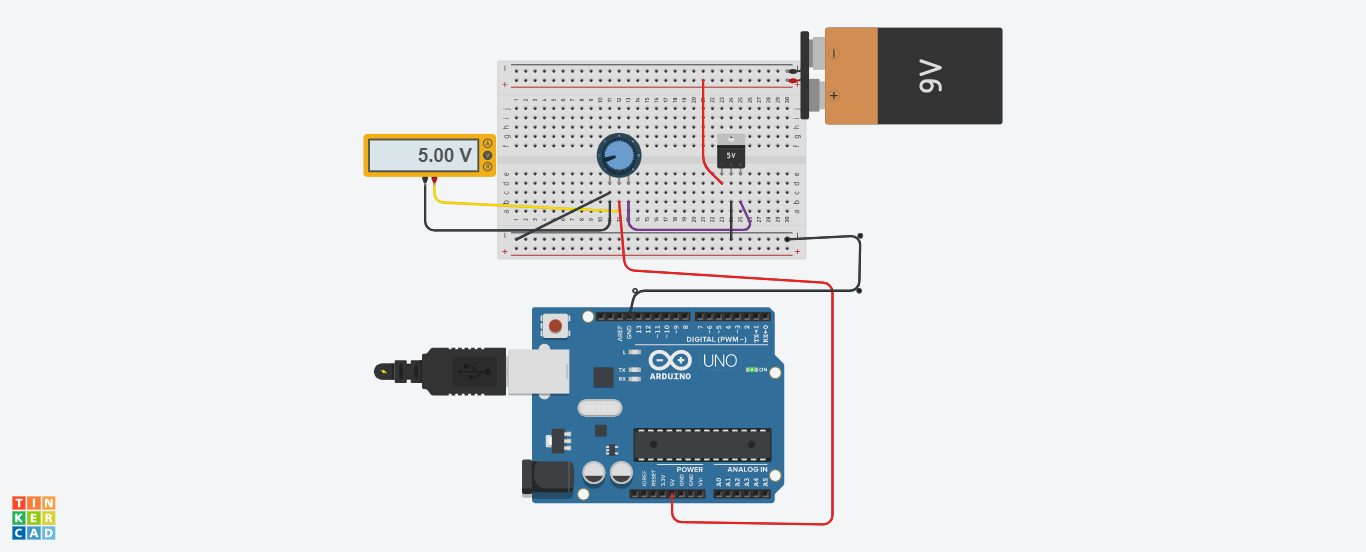 9V
5.00 V
A
V
R
5V
AREF
GND
13
12
~11
~10
~9
8
7
~6
~5
4
~3
2
TX→1
RX←0
DIGITAL (PWM~)
L
TX
RX
ARDUINO
UNO
ON
POWER
ANALOG IN
IOREF
RESET
3.3V
5V
GND
GND
Vin
A0
A1
A2
A3
A4
A5
TIN
KER
CAD